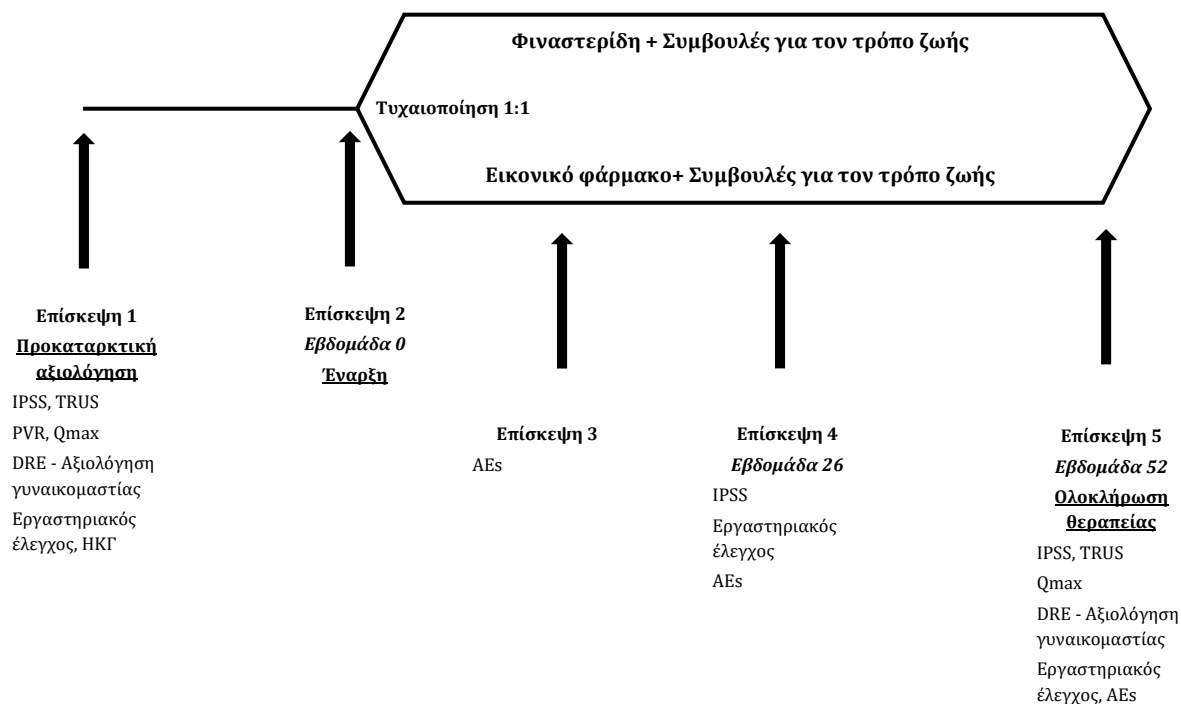 Φιναστερίδη + Συμβουλές για τον τρόπο ζωής
Τυχαιοποίηση 1:1
Εικονικό φάρμακο+ Συμβουλές για τον τρόπο ζωής
Επίσκεψη 1
Προκαταρκτική
αξιολόγηση
IPSS, TRUS
PVR, Qmax
DRE - Αξιολόγηση
γυναικομαστίας
Εργαστηριακός
έλεγχος, ΗΚΓ
Επίσκεψη 2
Εβδομάδα 0
Έναρξη
Επίσκεψη 3
AEs
Επίσκεψη 4
Εβδομάδα 26
IPSS
Εργαστηριακός
έλεγχος
AEs
Επίσκεψη 5
Εβδομάδα 52
Ολοκλήρωση
θεραπείας
IPSS, TRUS
Qmax
DRE - Αξιολόγηση
γυναικομαστίας
Εργαστηριακός
έλεγχος, AEs